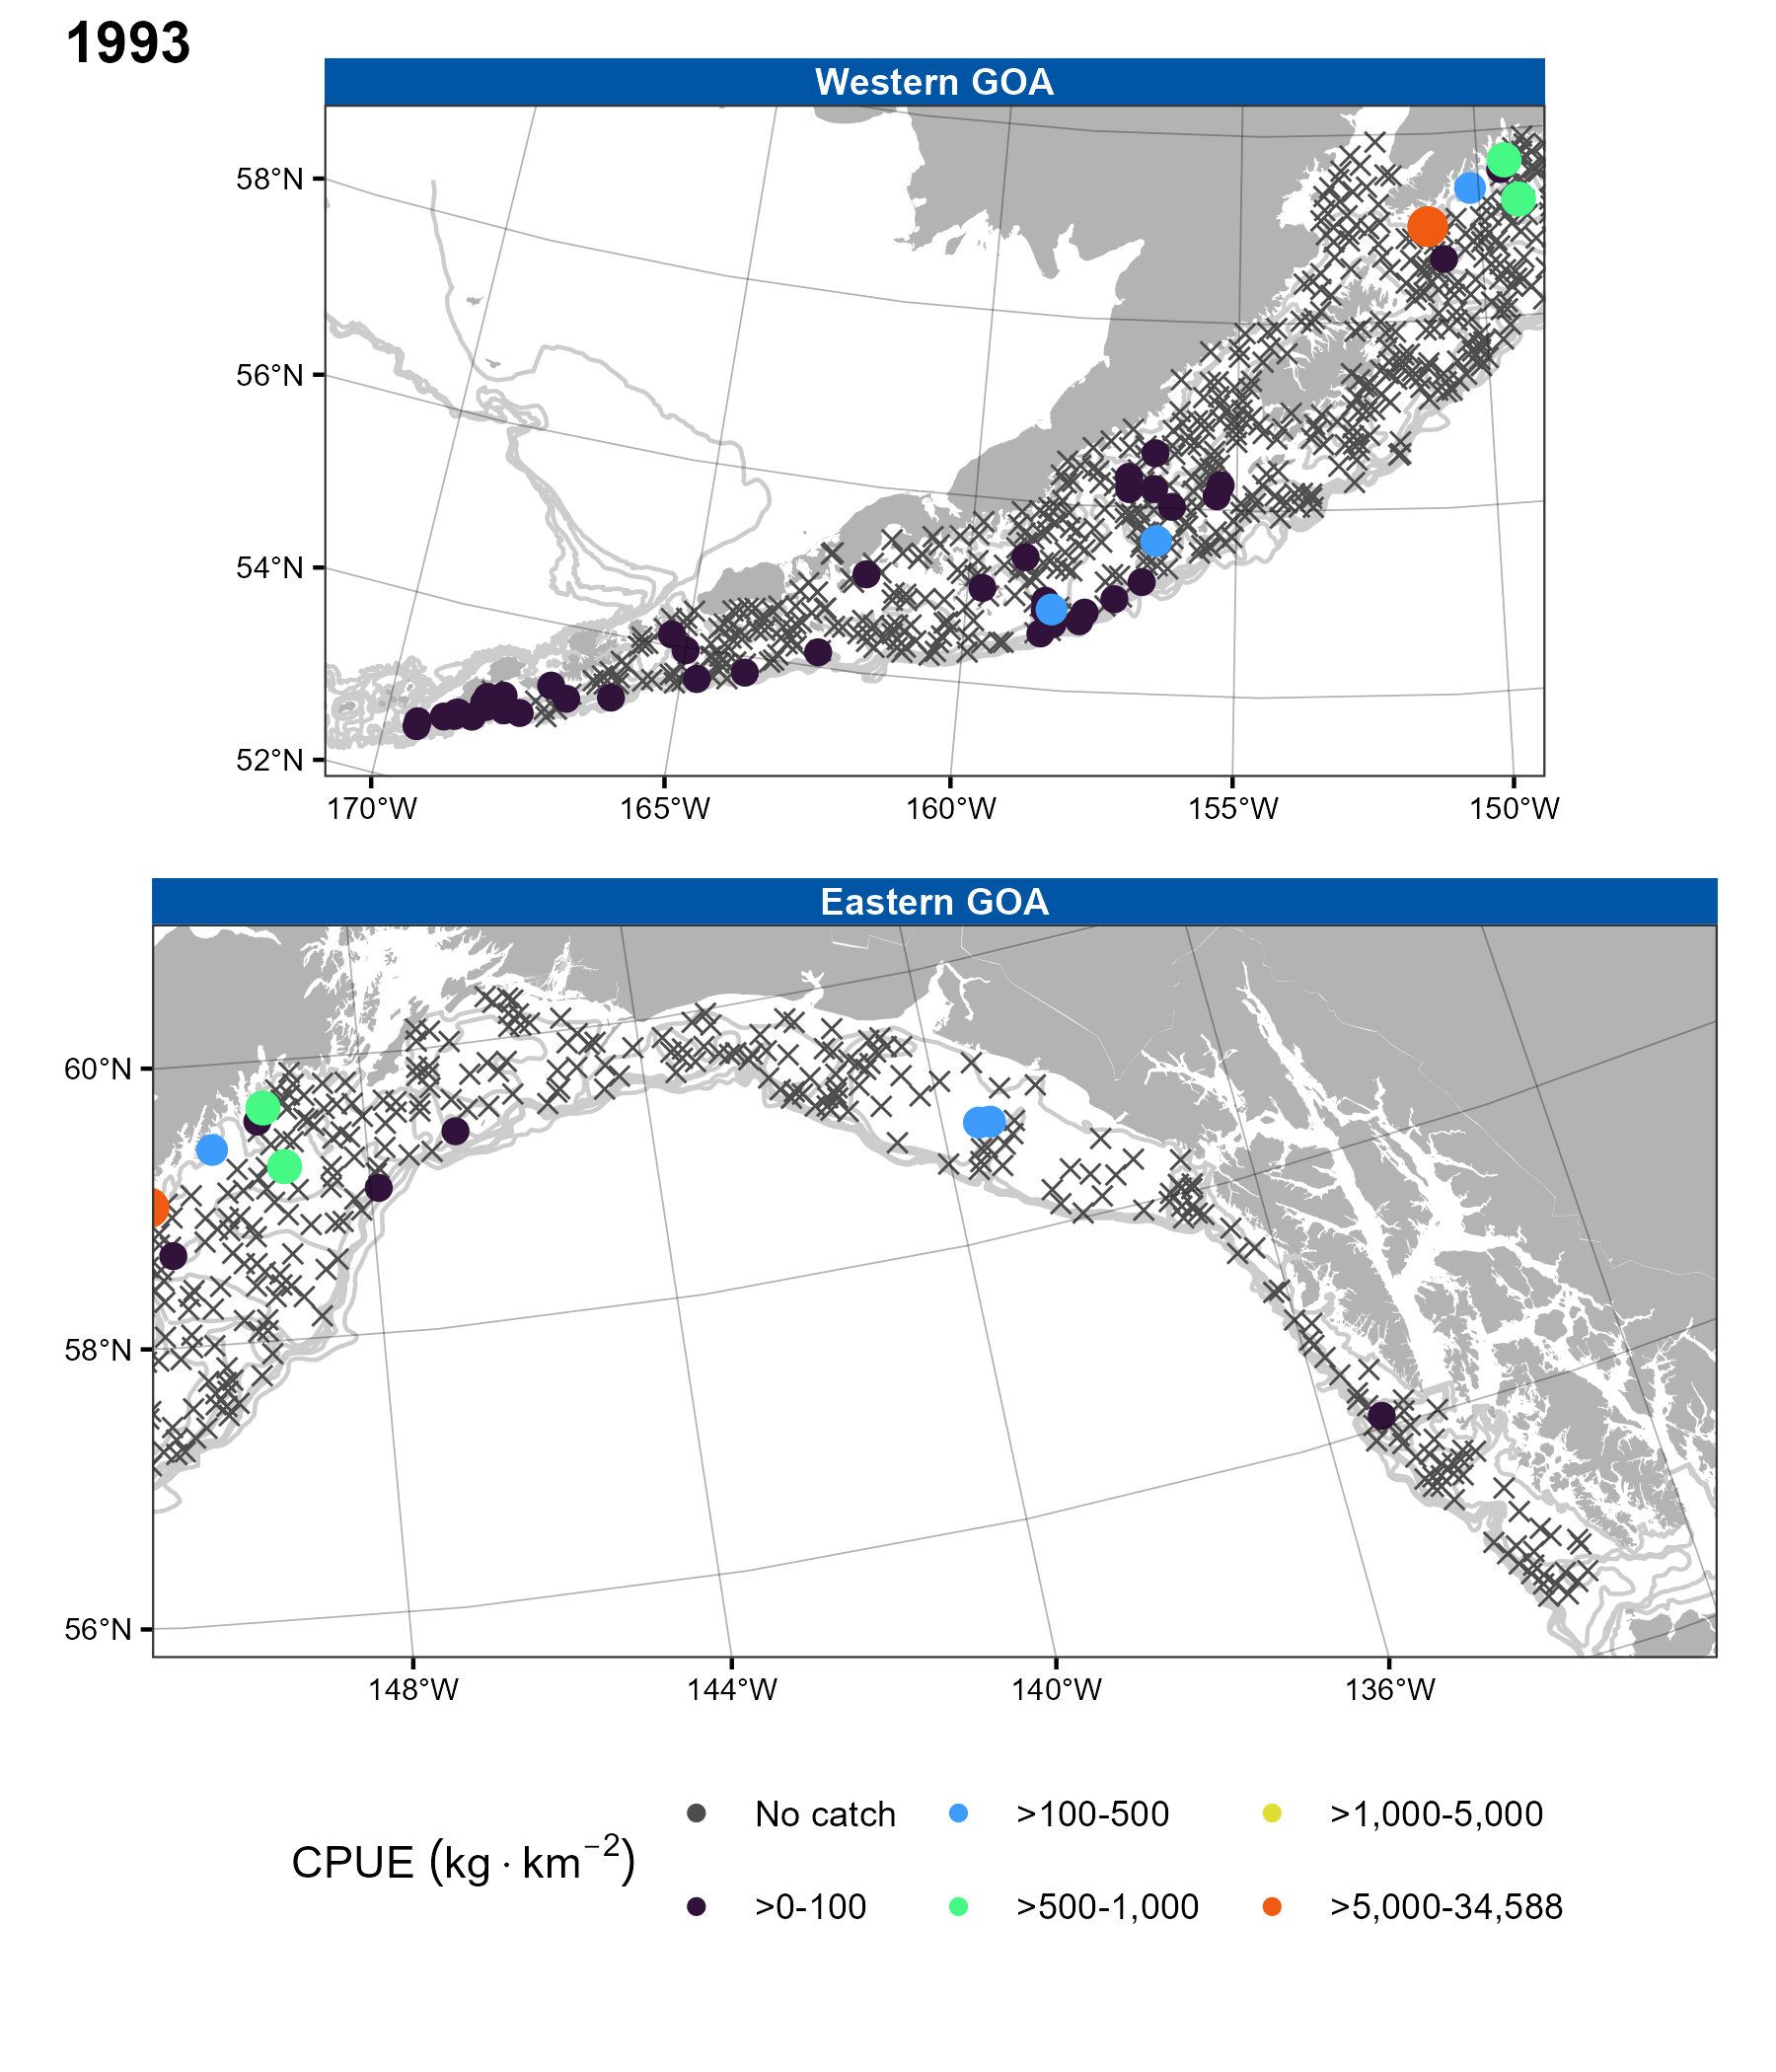 1993
Western GOA
58°N
56°N
54°N
52°N
170°W 165°W 160°W 155°W 150°W
Eastern GOA
60°N
58°N
56°N
148°W 144°W 140°W 136°W
CPUE (kg · km⁻²)
No catch >100-500 >1,000-5,000
>0-100 >500-1,000 >5,000-34,588